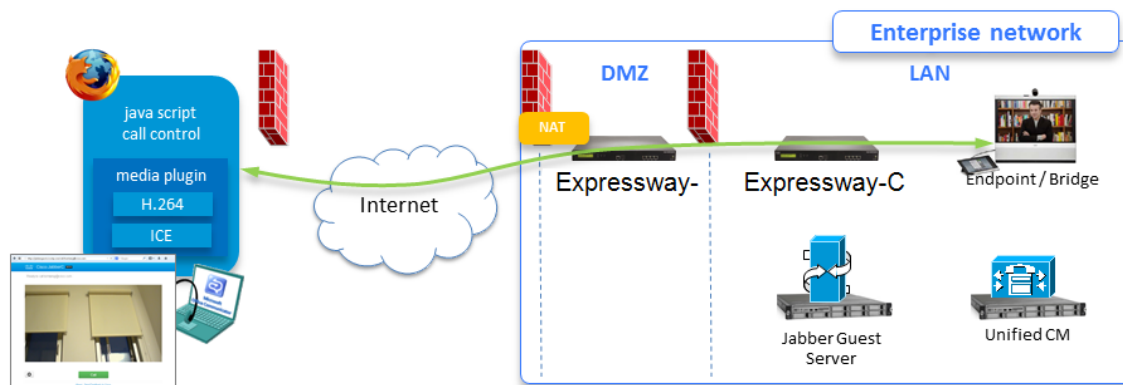 Enterprise network
DMZ
LAN
java script
call control
NAT
media plugin
H.264
ICE
Internet
Expressway-
Expressway-C
Endpoint / Bridge
Jabber Guest
Server
Unified CM